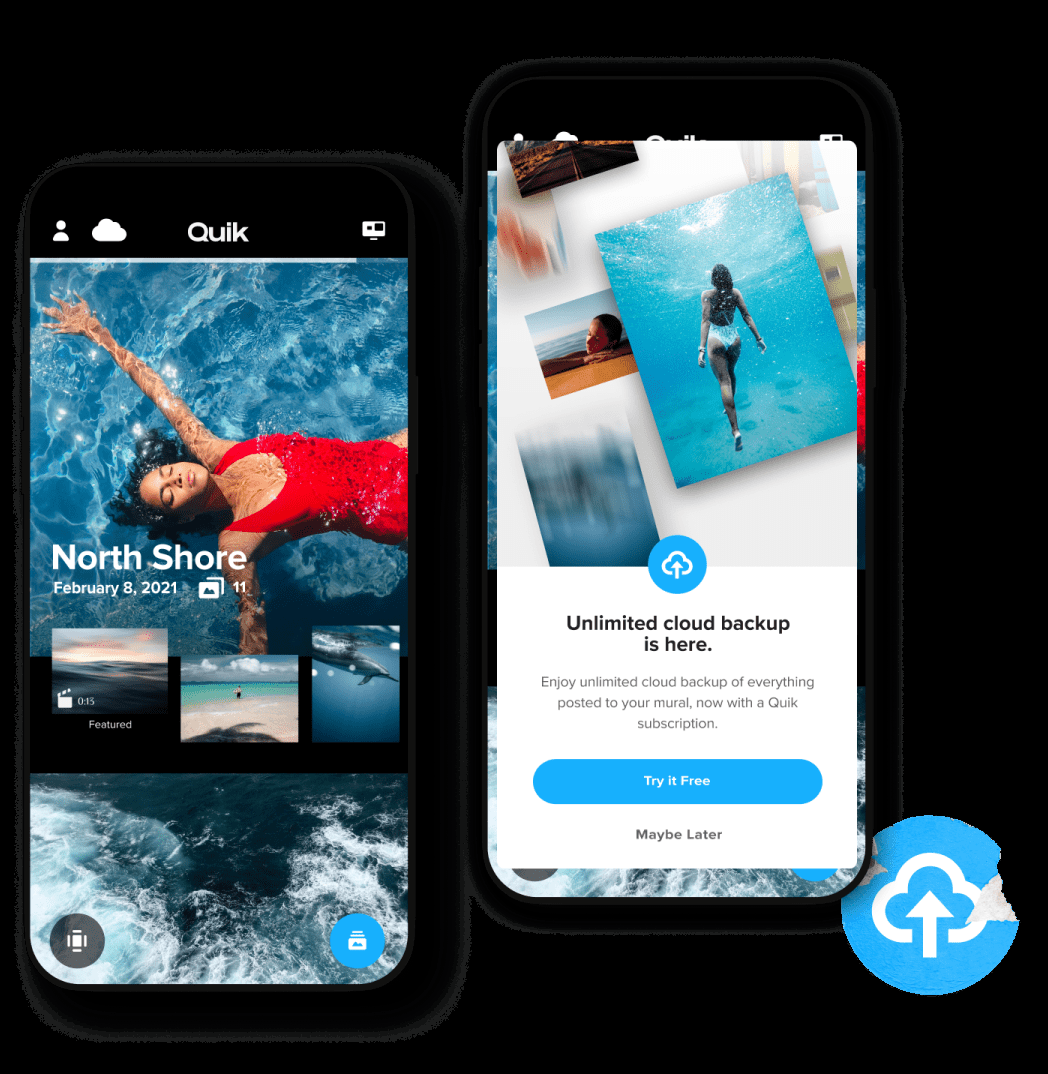 Quik
North Shore
February 8, 2021 11
0:13
Featured
Quik
Unlimited cloud backup
is here.
Enjoy unlimited cloud backup of everything
posted to your mural, now with a Quik
subscription.
Try it Free
Maybe Later